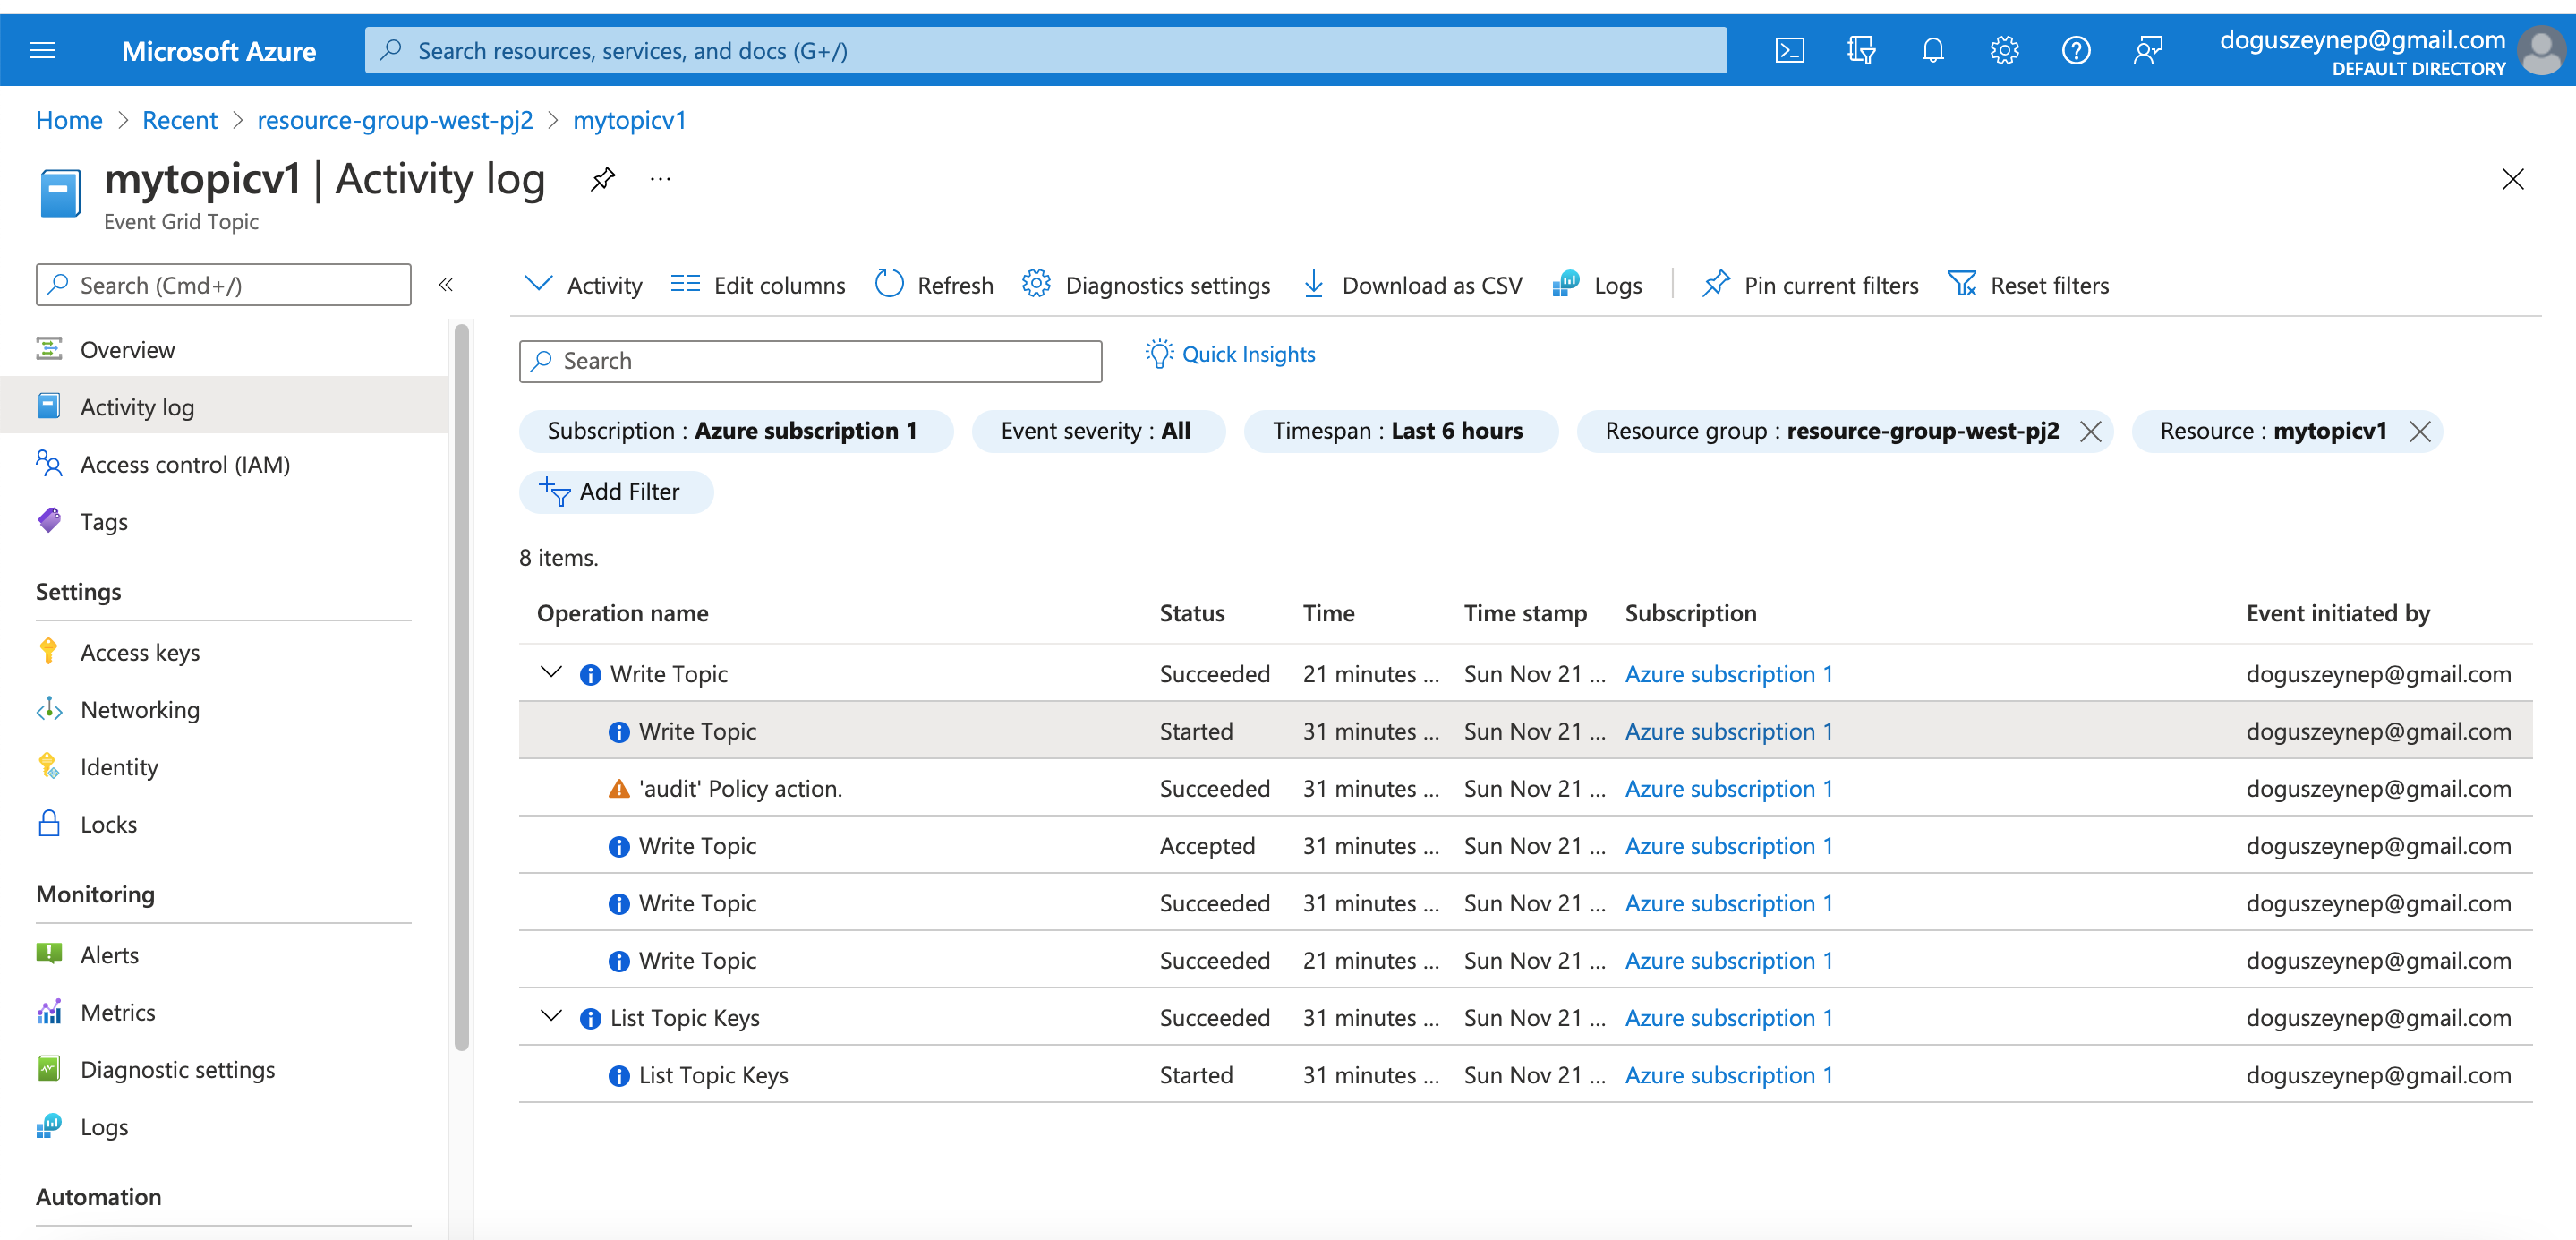 Microsoft Azure
Search resources, services, and docs (G+/)
doguszeynep@gmail.com
DEFAULT DIRECTORY
Home > Recent > resource-group-west-pj2 > mytopicv1
mytopicv1 | Activity log
...
Event Grid Topic
Search (Cmd+/)
«
Overview
Activity log
Access control (IAM)
Tags
Settings
Access keys
Networking
Identity
Locks
Monitoring
Alerts
Metrics
Diagnostic settings
Logs
Automation
Activity Edit columns Refresh Diagnostics settings Download as CSV Logs Pin current filters Reset filters
Search
Quick Insights
Subscription : Azure subscription 1 Event severity : All Timespan : Last 6 hours Resource group : resource-group-west-pj2 Resource : mytopicv1
Add Filter
8 items.
Operation name Status Time Time stamp Subscription Event initiated by
Write Topic Succeeded 21 minutes ... Sun Nov 21 ... Azure subscription 1 doguszeynep@gmail.com
Write Topic Started 31 minutes ... Sun Nov 21 ... Azure subscription 1 doguszeynep@gmail.com
'audit' Policy action. Succeeded 31 minutes ... Sun Nov 21 ... Azure subscription 1 doguszeynep@gmail.com
Write Topic Accepted 31 minutes ... Sun Nov 21 ... Azure subscription 1 doguszeynep@gmail.com
Write Topic Succeeded 31 minutes ... Sun Nov 21 ... Azure subscription 1 doguszeynep@gmail.com
Write Topic Succeeded 21 minutes ... Sun Nov 21 ... Azure subscription 1 doguszeynep@gmail.com
List Topic Keys Succeeded 31 minutes ... Sun Nov 21 ... Azure subscription 1 doguszeynep@gmail.com
List Topic Keys Started 31 minutes ... Sun Nov 21 ... Azure subscription 1 doguszeynep@gmail.com